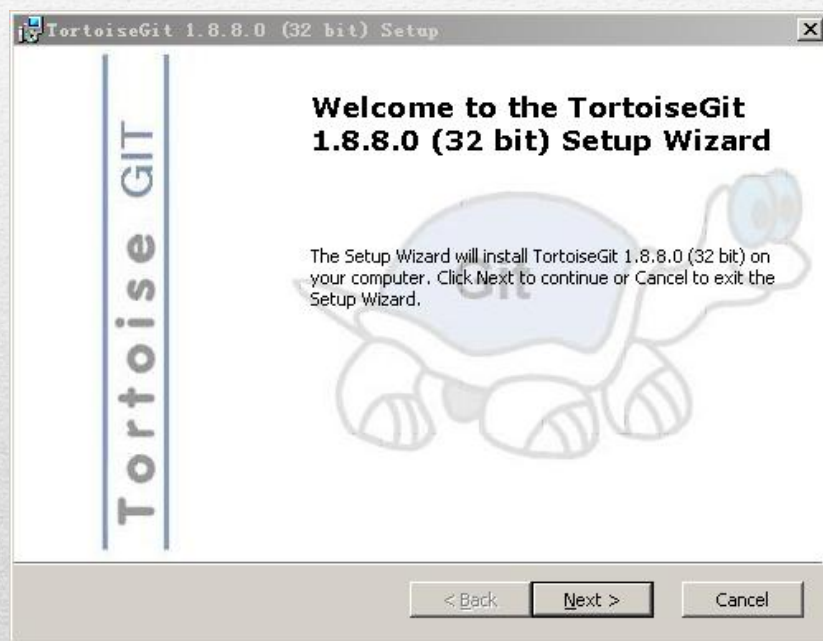 TortoiseGit 1.8.8.0 (32 bit) Setup
Tortoise GIT
Welcome to the TortoiseGit
1.8.8.0 (32 bit) Setup Wizard
Git
The Setup Wizard will install TortoiseGit 1.8.8.0 (32 bit) on
your computer. Click Next to continue or Cancel to exit the
Setup Wizard.
< Back
Next >
Cancel